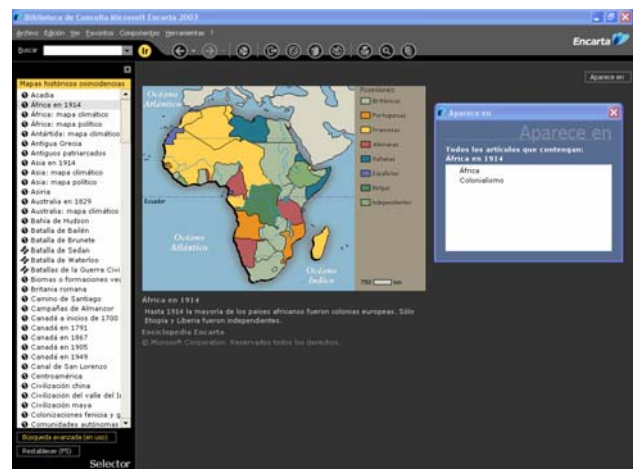 Biblioteca de Consulta Microsoft Encarta 2003
Archivo Edición Ver Favoritos Componentes Herramientas ?
Encarta
Buscar
Ir
Aparece en
Mapas históricos coincidencias
Acadia
África en 1914
África: mapa climático
África: mapa político
Antártida: mapa climático
Antigua Grecia
Antiguos patriarcados
Asia en 1914
Asia: mapa climático
Asia: mapa político
Asiria
Australia en 1829
Australia: mapa climático
Bahía de Hudson
Batalla de Bailén
Batalla de Brunete
Batalla de Sedan
Batalla de Waterloo
Batallas de la Guerra Civi
Biomas o formaciones veg
Britania romana
Camino de Santiago
Campañas de Almanzor
Canadá a inicios de 1700
Canadá en 1791
Canadá en 1867
Canadá en 1905
Canadá en 1949
Canal de San Lorenzo
Centroamérica
Civilización china
Civilización del valle del
Civilización maya
Colonizaciones fenicia y g
Comunidades autónomas
Búsqueda avanzada (en uso)
Restablecer
Selector
Océano
Atlántico
Ecuador
Océano
Atlántico
Océano
Índico
Posesiones
Británicas
Portuguesas
Francesas
Alemanas
Italianas
Españolas
Belgas
Independientes
750 km
África en 1914
Hasta 1914 la mayoría de los países africanos fueron colonias europeas. Sólo
Etiopía y Liberia fueron independientes.
Enciclopedia Encarta
© Microsoft Corporation. Reservados todos los derechos.
Aparece en
Aparece en
Todos los artículos que contengan:
África en 1914
África
Colonialismo